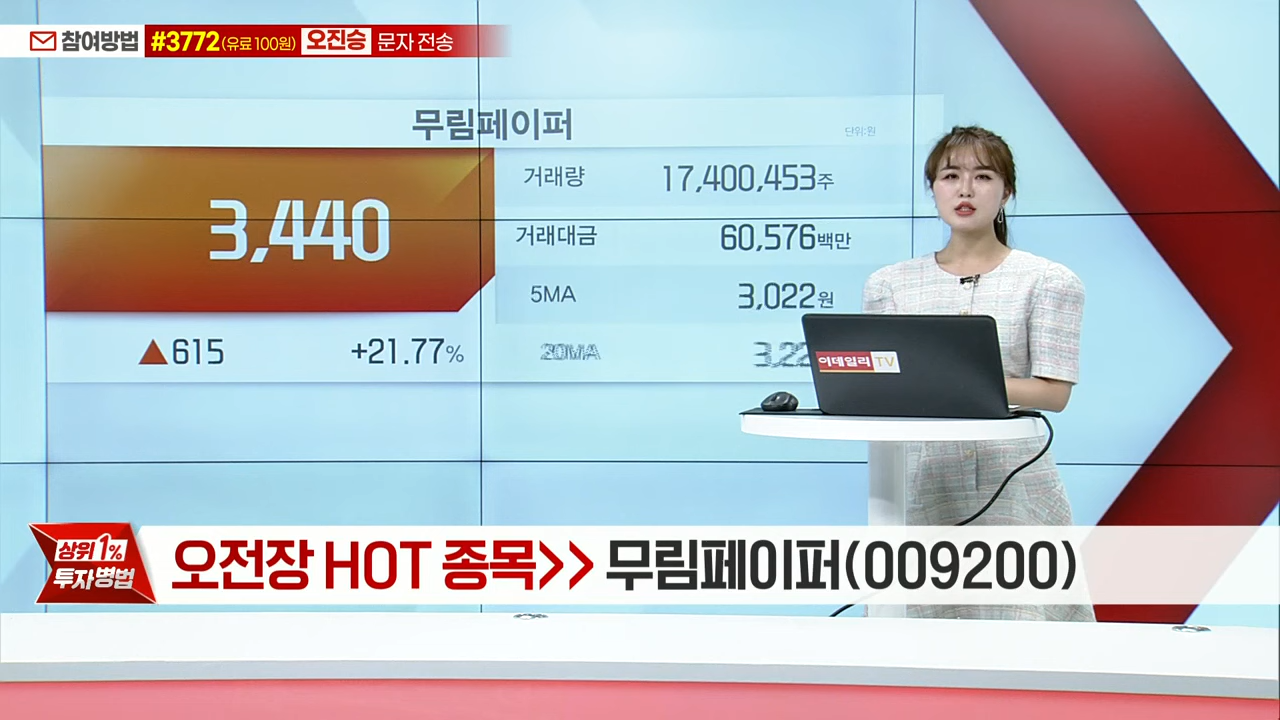 참여방법 #3772(유료 100원) 오진승 문자 전송
무림페이퍼
단위:원
3,440
거래량 17,400,453주
거래대금 60,576백만
5MA 3,022원
▲615 +21.77%
20MA 3,22
이데일리TV
상위 1%
투자병법
오전장 HOT 종목>> 무림페이퍼(009200)